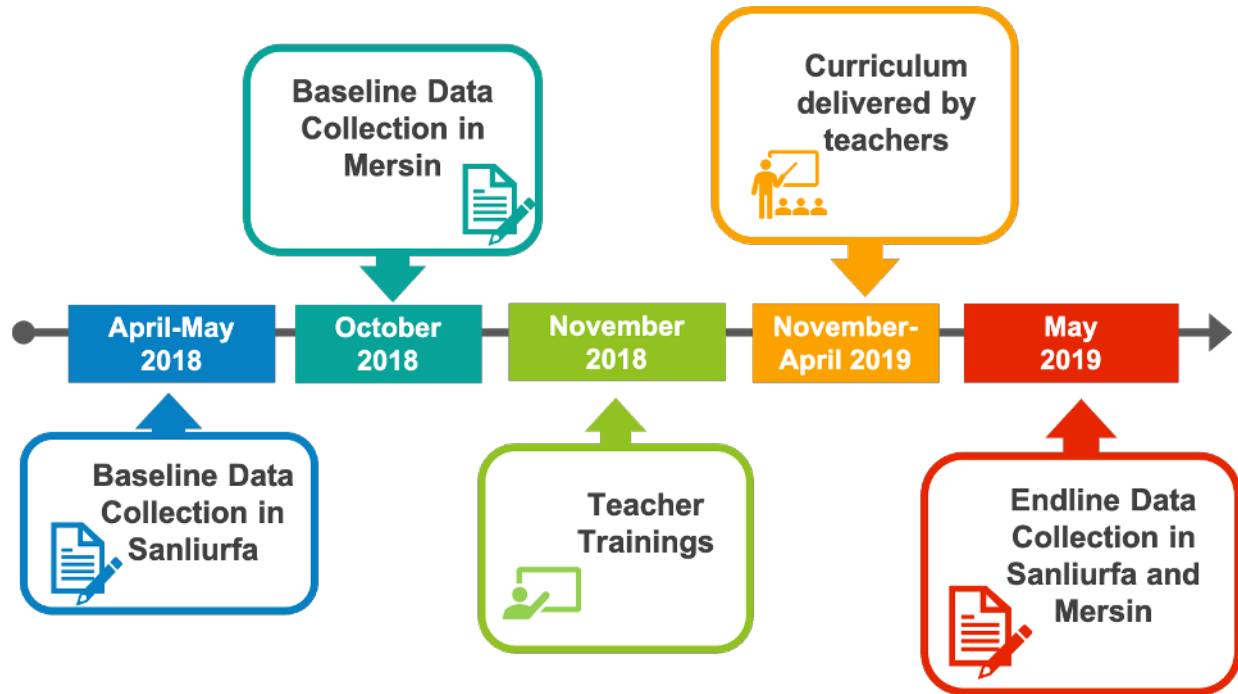 Baseline Data
Collection in
Mersin
Curriculum
delivered by
teachers
April-May
2018
October
2018
November
2018
November-
April 2019
May
2019
Baseline Data
Collection in
Sanliurfa
Teacher
Trainings
Endline Data
Collection in
Sanliurfa and
Mersin